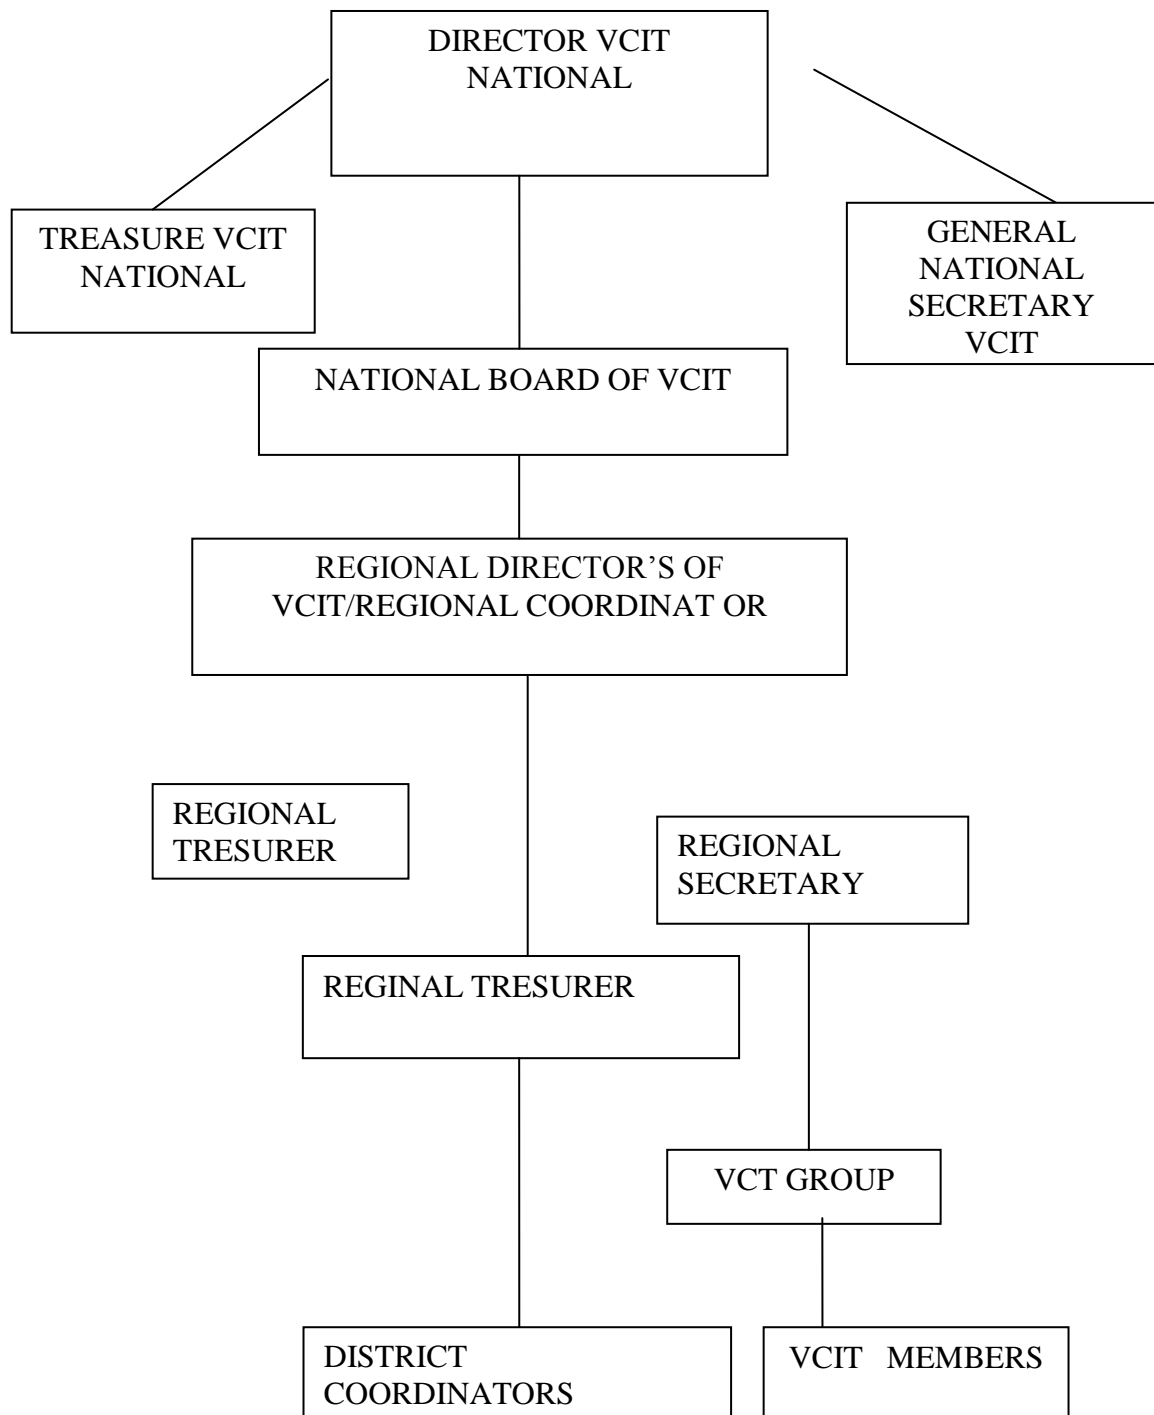 DIRECTOR VCIT
NATIONAL
TREASURE VCIT
NATIONAL
GENERAL
NATIONAL
SECRETARY
VCIT
NATIONAL BOARD OF VCIT
REGIONAL DIRECTOR’S OF
VCIT/REGIONAL COORDINAT OR
REGIONAL
TRESURER
REGIONAL
SECRETARY
REGINAL TRESURER
VCT GROUP
DISTRICT
COORDINATORS
VCIT MEMBERS